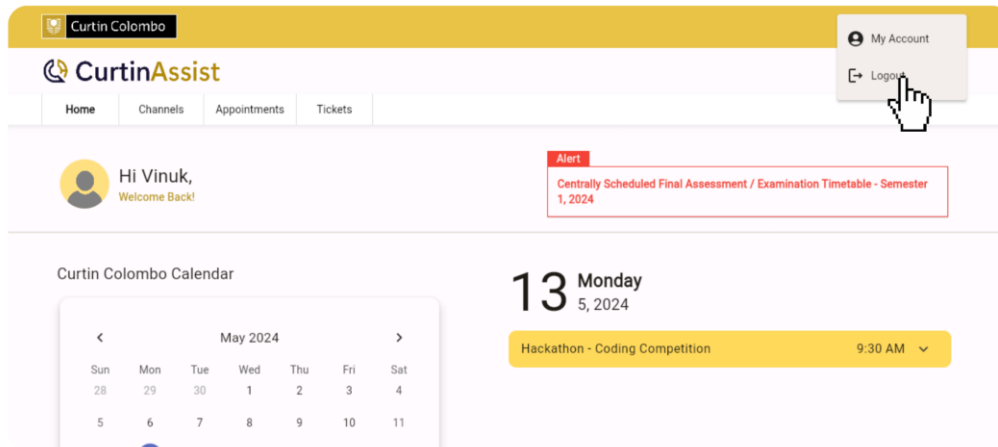 Curtin Colombo
My Account
CurtinAssist
Logout
Home Channels Appointments Tickets
Hi Vinuk,
Welcome Back!
Alert
Centrally Scheduled Final Assessment / Examination Timetable - Semester
1, 2024
Curtin Colombo Calendar
May 2024
Sun Mon Tue Wed Thu Fri Sat
28 29 30 1 2 3 4
5 6 7 8 9 10 11
13 Monday
5, 2024
Hackathon - Coding Competition 9:30 AM